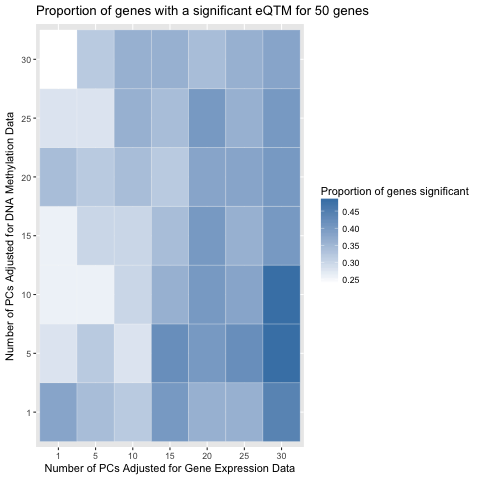 Proportion of genes with a significant eQTM for 50 genes
Number of PCs Adjusted for DNA Methylation Data
30
25
20
15
10
5
1
1 5 10 15 20 25 30
Number of PCs Adjusted for Gene Expression Data
Proportion of genes significant
0.45
0.40
0.35
0.30
0.25